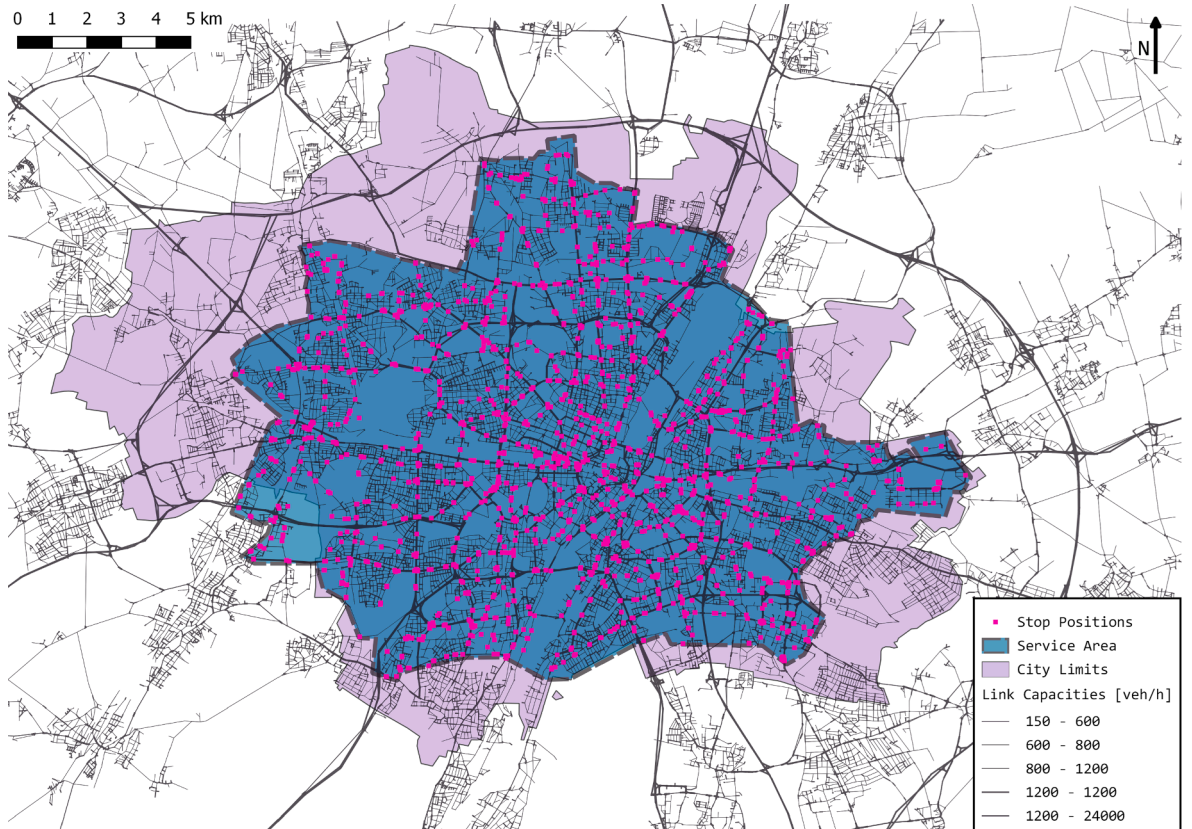 0 1 2 3 4 5 km
N
Stop Positions
Service Area
City Limits
Link Capacities [veh/h]
150 - 600
600 - 800
800 - 1200
1200 - 1200
1200 - 24000